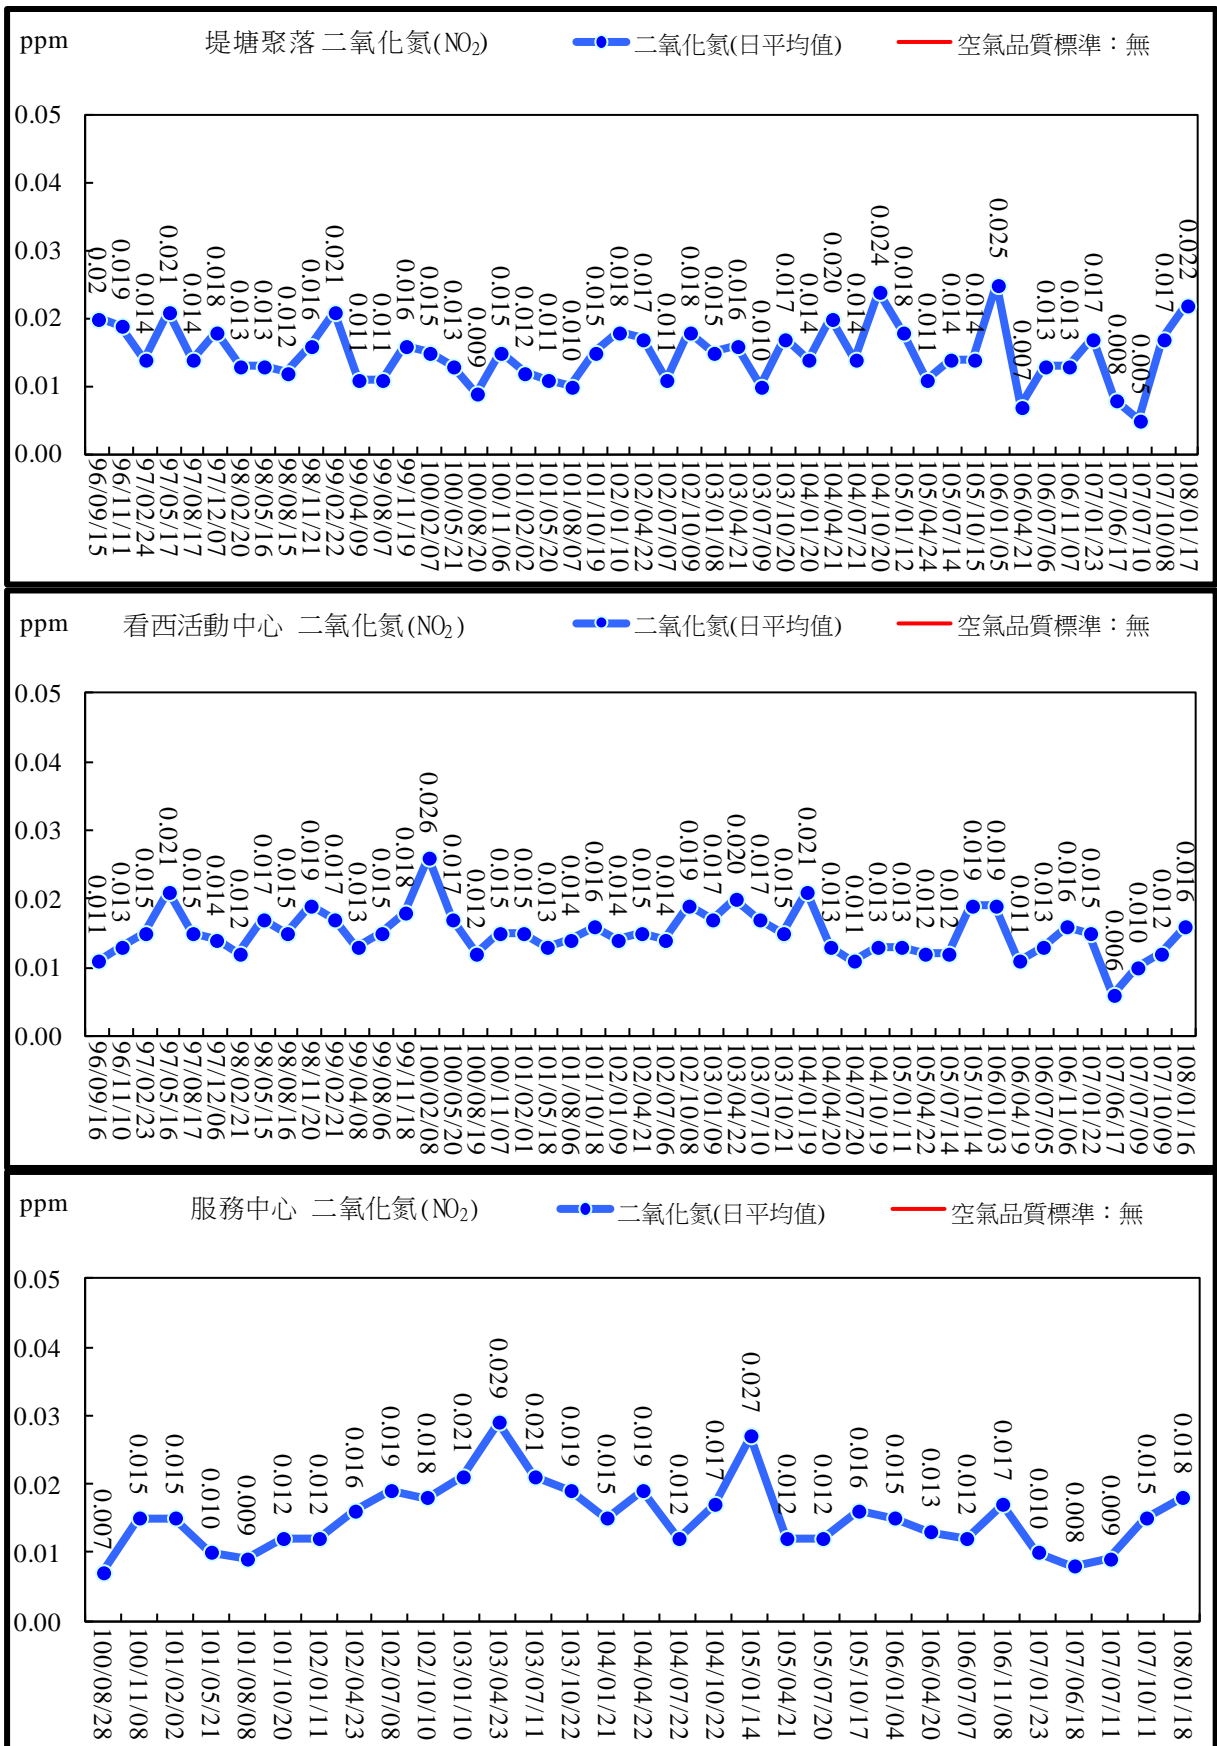 ppm 堤塘聚落 二氧化氮(NO₂) 二氧化氮(日平均值) 空氣品質標準：無
0.05
0.04
0.03
0.02
0.01
0.00
0.02 0.019 0.014 0.021 0.014 0.018 0.013 0.013 0.012 0.016 0.021 0.011 0.011 0.016 0.015 0.013 0.009 0.015 0.012 0.011 0.010 0.015 0.018 0.017 0.011 0.018 0.015 0.016 0.010 0.017 0.014 0.020 0.014 0.024 0.018 0.011 0.014 0.014 0.025 0.007 0.013 0.013 0.017 0.008 0.005 0.017 0.022
96/09/15 96/11/11 97/02/24 97/05/17 97/08/17 97/12/07 98/02/20 98/05/16 98/08/15 98/11/21 99/02/22 99/04/09 99/08/07 99/11/19 100/02/07 100/05/21 100/08/20 100/11/06 101/02/02 101/05/20 101/08/07 101/10/19 102/01/10 102/04/22 102/07/07 102/10/09 103/01/08 103/04/21 103/07/09 103/10/20 104/01/20 104/04/21 104/07/21 104/10/20 105/01/12 105/04/24 105/07/14 105/10/15 106/01/05 106/04/21 106/07/06 106/11/07 107/01/23 107/06/17 107/07/10 107/10/08 108/01/17
ppm 看西活動中心 二氧化氮(NO₂) 二氧化氮(日平均值) 空氣品質標準：無
0.05
0.04
0.03
0.02
0.01
0.00
0.011 0.013 0.015 0.021 0.015 0.014 0.012 0.017 0.015 0.019 0.017 0.013 0.015 0.018 0.026 0.017 0.012 0.015 0.015 0.013 0.014 0.016 0.014 0.015 0.014 0.019 0.017 0.020 0.017 0.015 0.021 0.013 0.011 0.013 0.013 0.012 0.012 0.019 0.019 0.011 0.013 0.016 0.015 0.006 0.010 0.012 0.016
96/09/16 96/11/10 97/02/23 97/05/16 97/08/17 97/12/06 98/02/21 98/05/15 98/08/16 98/11/20 99/02/21 99/04/08 99/08/06 99/11/18 100/02/08 100/05/20 100/08/19 100/11/07 101/02/01 101/05/18 101/08/06 101/10/18 102/01/09 102/04/21 102/07/06 102/10/08 103/01/09 103/04/22 103/07/10 103/10/21 104/01/19 104/04/20 104/07/20 104/10/19 105/01/11 105/04/22 105/07/14 105/10/14 106/01/03 106/04/19 106/07/05 106/11/06 107/01/22 107/06/17 107/07/09 107/10/09 108/01/16
ppm 服務中心 二氧化氮(NO₂) 二氧化氮(日平均值) 空氣品質標準：無
0.05
0.04
0.03
0.02
0.01
0.00
0.007 0.015 0.015 0.010 0.009 0.012 0.012 0.016 0.019 0.018 0.021 0.029 0.021 0.019 0.015 0.019 0.012 0.017 0.027 0.012 0.012 0.016 0.015 0.013 0.012 0.017 0.010 0.008 0.009 0.015 0.018
100/08/28 100/11/08 101/02/02 101/05/21 101/08/08 101/10/20 102/01/11 102/04/23 102/07/08 102/10/10 103/01/10 103/04/23 103/07/11 103/10/22 104/01/21 104/04/22 104/07/22 104/10/22 105/01/14 105/04/21 105/07/20 105/10/17 106/01/04 106/04/20 106/07/07 106/11/08 107/01/23 107/06/18 107/07/11 107/10/11 108/01/18